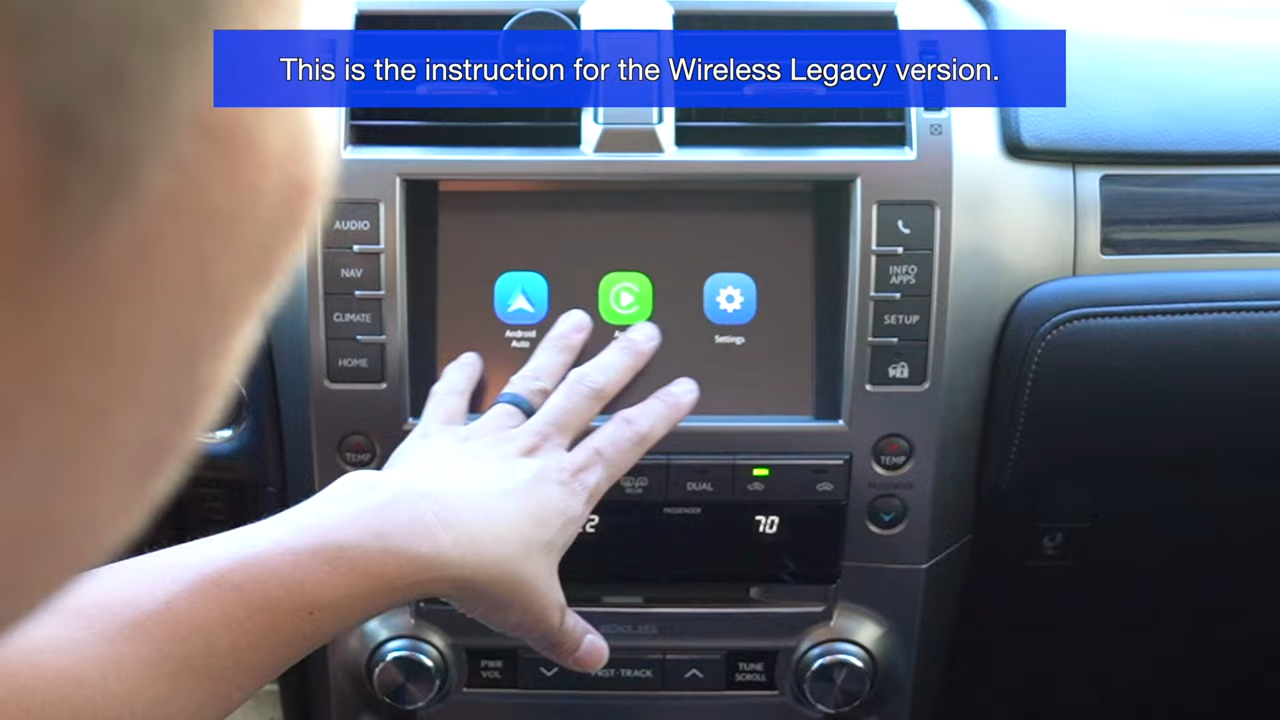 This is the instruction for the Wireless Legacy version.
AUDIO
NAV
CLIMATE
HOME
INFO
APPS
SETUP
Android
Auto
Settings
TEMP
TEMP
DUAL
PASSENGER
70
PWR
VOL
TUNE
SCROLL